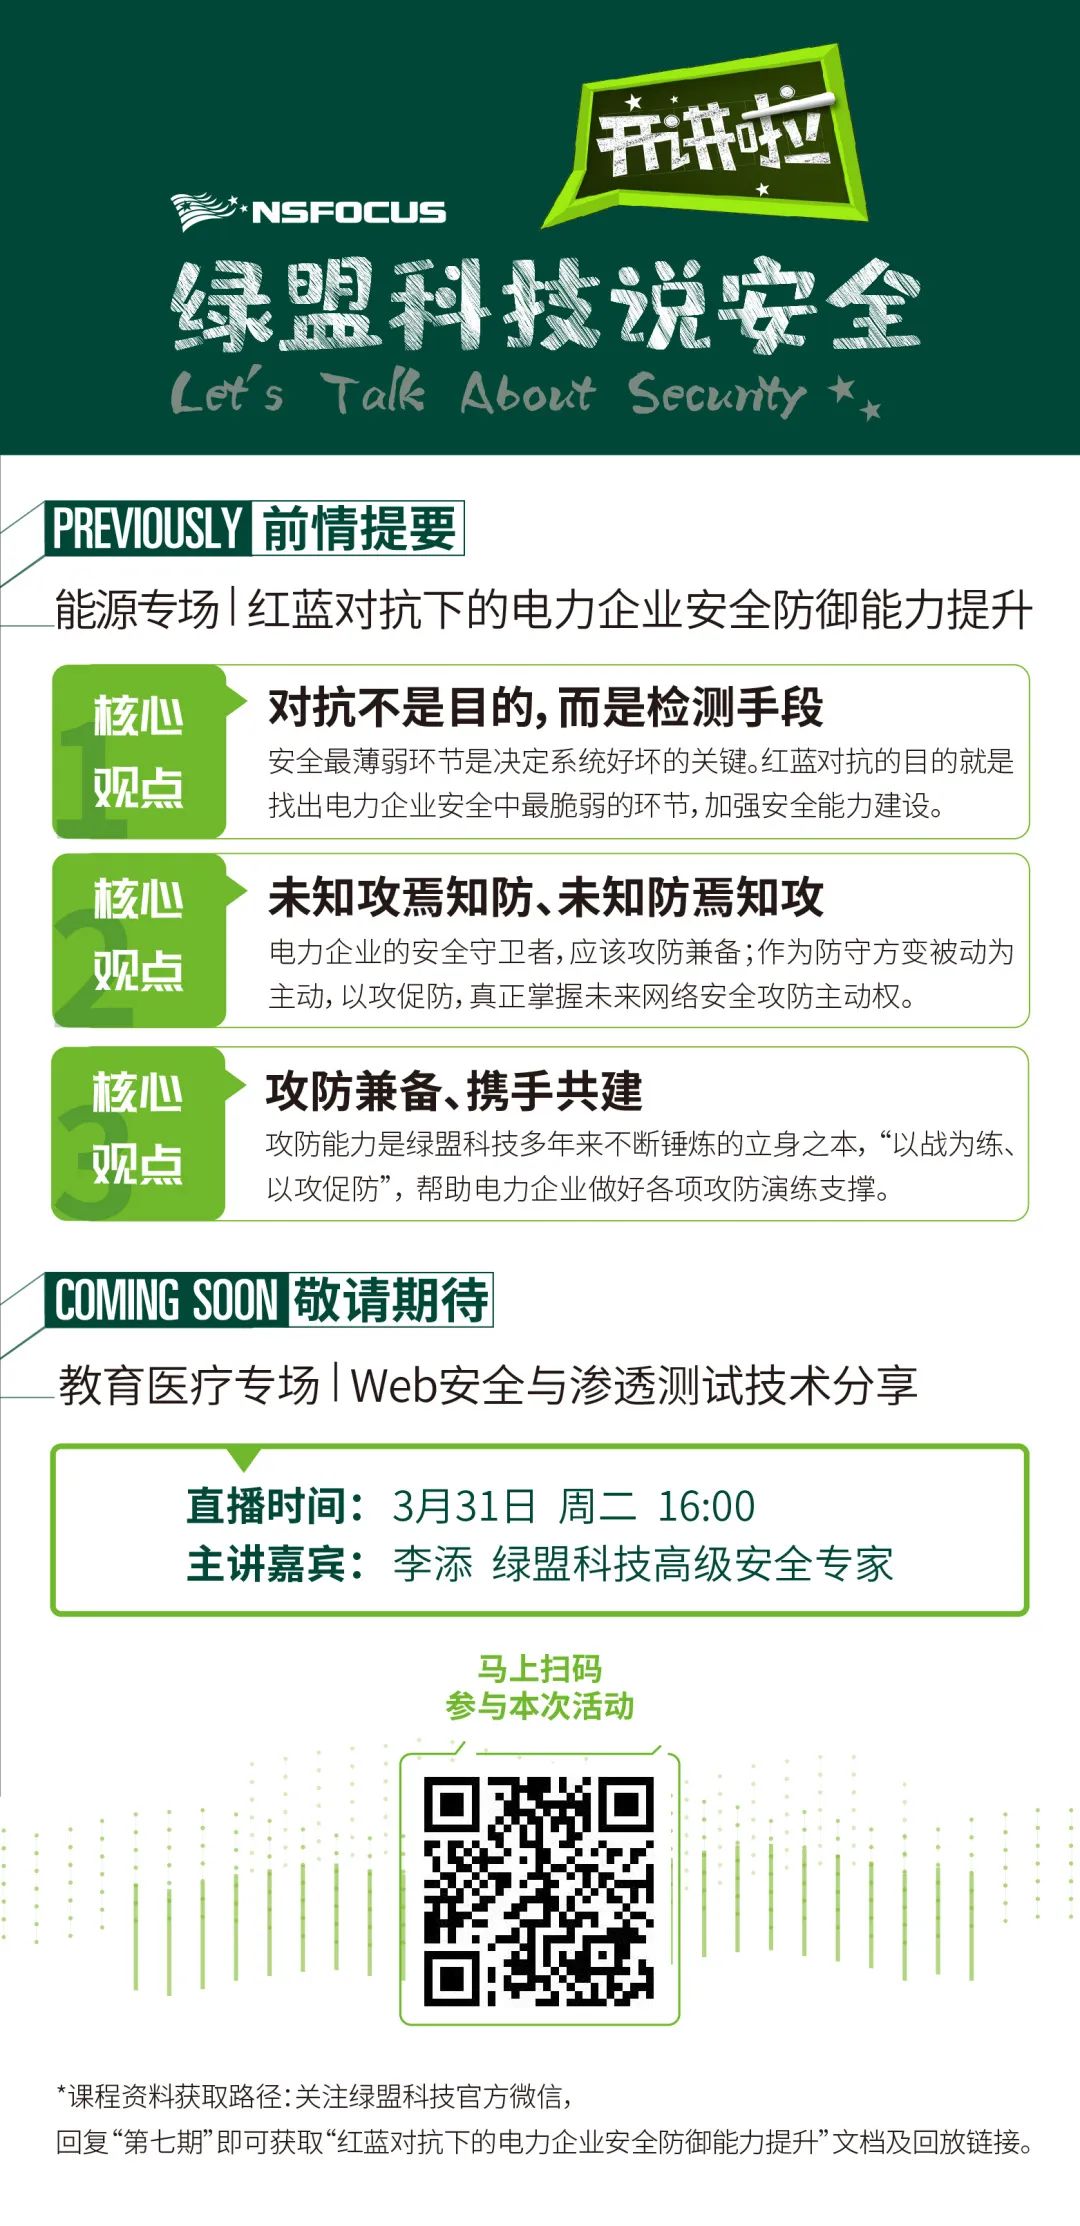 开讲啦
NSFOCUS
绿盟科技说安全
Let's Talk About Security
PREVIOUSLY 前情提要
能源专场|红蓝对抗下的电力企业安全防御能力提升
1
核心
观点
对抗不是目的，而是检测手段
安全最薄弱环节是决定系统好坏的关键。红蓝对抗的目的就是
找出电力企业安全中最脆弱的环节，加强安全能力建设。
2
核心
观点
未知攻焉知防、未知防焉知攻
电力企业的安全守卫者，应该攻防兼备；作为防守方变被动为
主动，以攻促防，真正掌握未来网络安全攻防主动权。
3
核心
观点
攻防兼备、携手共建
攻防能力是绿盟科技多年来不断锤炼的立身之本，“以战为练、
以攻促防”，帮助电力企业做好各项攻防演练支撑。
COMING SOON 敬请期待
教育医疗专场|Web安全与渗透测试技术分享
直播时间： 3月31日 周二 16:00
主讲嘉宾： 李添 绿盟科技高级安全专家
马上扫码
参与本次活动
*课程资料获取路径：关注绿盟科技官方微信，
回复“第七期”即可获取“红蓝对抗下的电力企业安全防御能力提升”文档及回放链接。